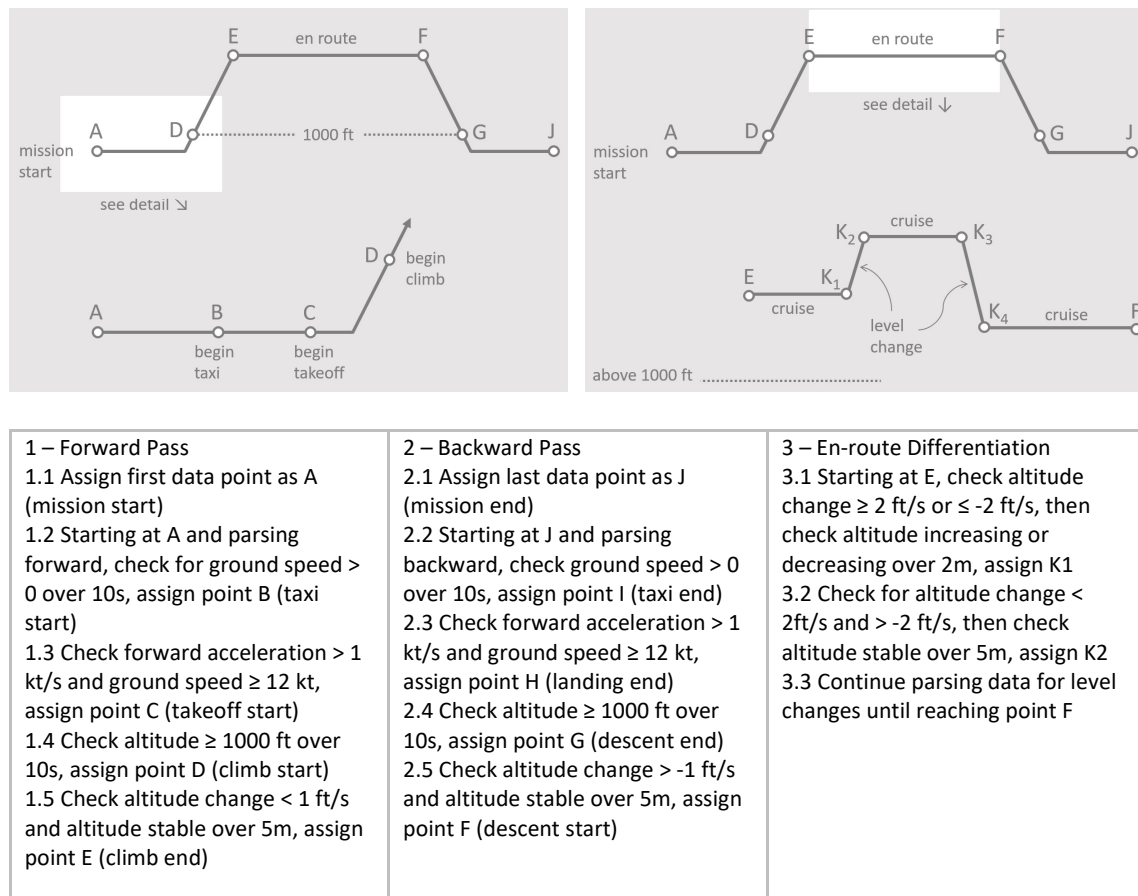 E en route F
A D 1000 ft G J
mission
start
see detail ↘
D begin
climb
A B C
begin
taxi
begin
takeoff
E en route F
see detail ↓
A D G J
mission
start
cruise
K2 K3
E K1
cruise
level
change
K4 cruise F
above 1000 ft
1 – Forward Pass
1.1 Assign first data point as A
(mission start)
1.2 Starting at A and parsing
forward, check for ground speed >
0 over 10s, assign point B (taxi
start)
1.3 Check forward acceleration > 1
kt/s and ground speed ≥ 12 kt,
assign point C (takeoff start)
1.4 Check altitude ≥ 1000 ft over
10s, assign point D (climb start)
1.5 Check altitude change < 1 ft/s
and altitude stable over 5m, assign
point E (climb end)
2 – Backward Pass
2.1 Assign last data point as J
(mission end)
2.2 Starting at J and parsing
backward, check ground speed > 0
over 10s, assign point I (taxi end)
2.3 Check forward acceleration > 1
kt/s and ground speed ≥ 12 kt,
assign point H (landing end)
2.4 Check altitude ≥ 1000 ft over
10s, assign point G (descent end)
2.5 Check altitude change > -1 ft/s
and altitude stable over 5m, assign
point F (descent start)
3 – En-route Differentiation
3.1 Starting at E, check altitude
change ≥ 2 ft/s or ≤ -2 ft/s, then
check altitude increasing or
decreasing over 2m, assign K1
3.2 Check for altitude change <
2ft/s and > -2 ft/s, then check
altitude stable over 5m, assign K2
3.3 Continue parsing data for level
changes until reaching point F